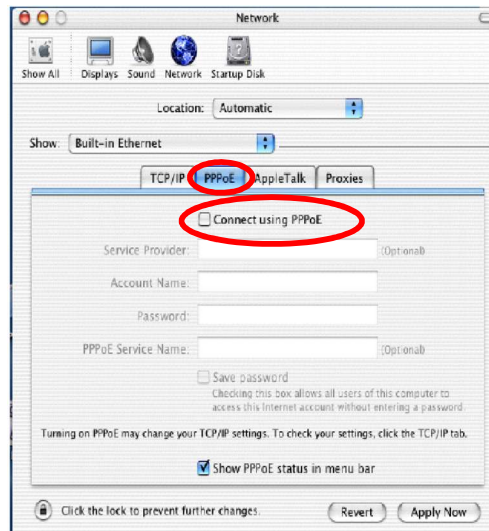 Network
Show All Displays Sound Network Startup Disk
Location: Automatic
Show: Built-in Ethernet
TCP/IP PPPoE AppleTalk Proxies
Connect using PPPoE
Service Provider: (Optional)
Account Name:
Password:
PPPoE Service Name: (Optional)
Save password
Checking this box allows all users of this computer to
access this Internet account without entering a password.
Turning on PPPoE may change your TCP/IP settings. To check your settings, click the TCP/IP tab.
Show PPPoE status in menu bar
Click the lock to prevent further changes. Revert Apply Now